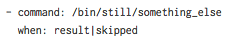 - command: /bin/still/something_else
when: result|skipped